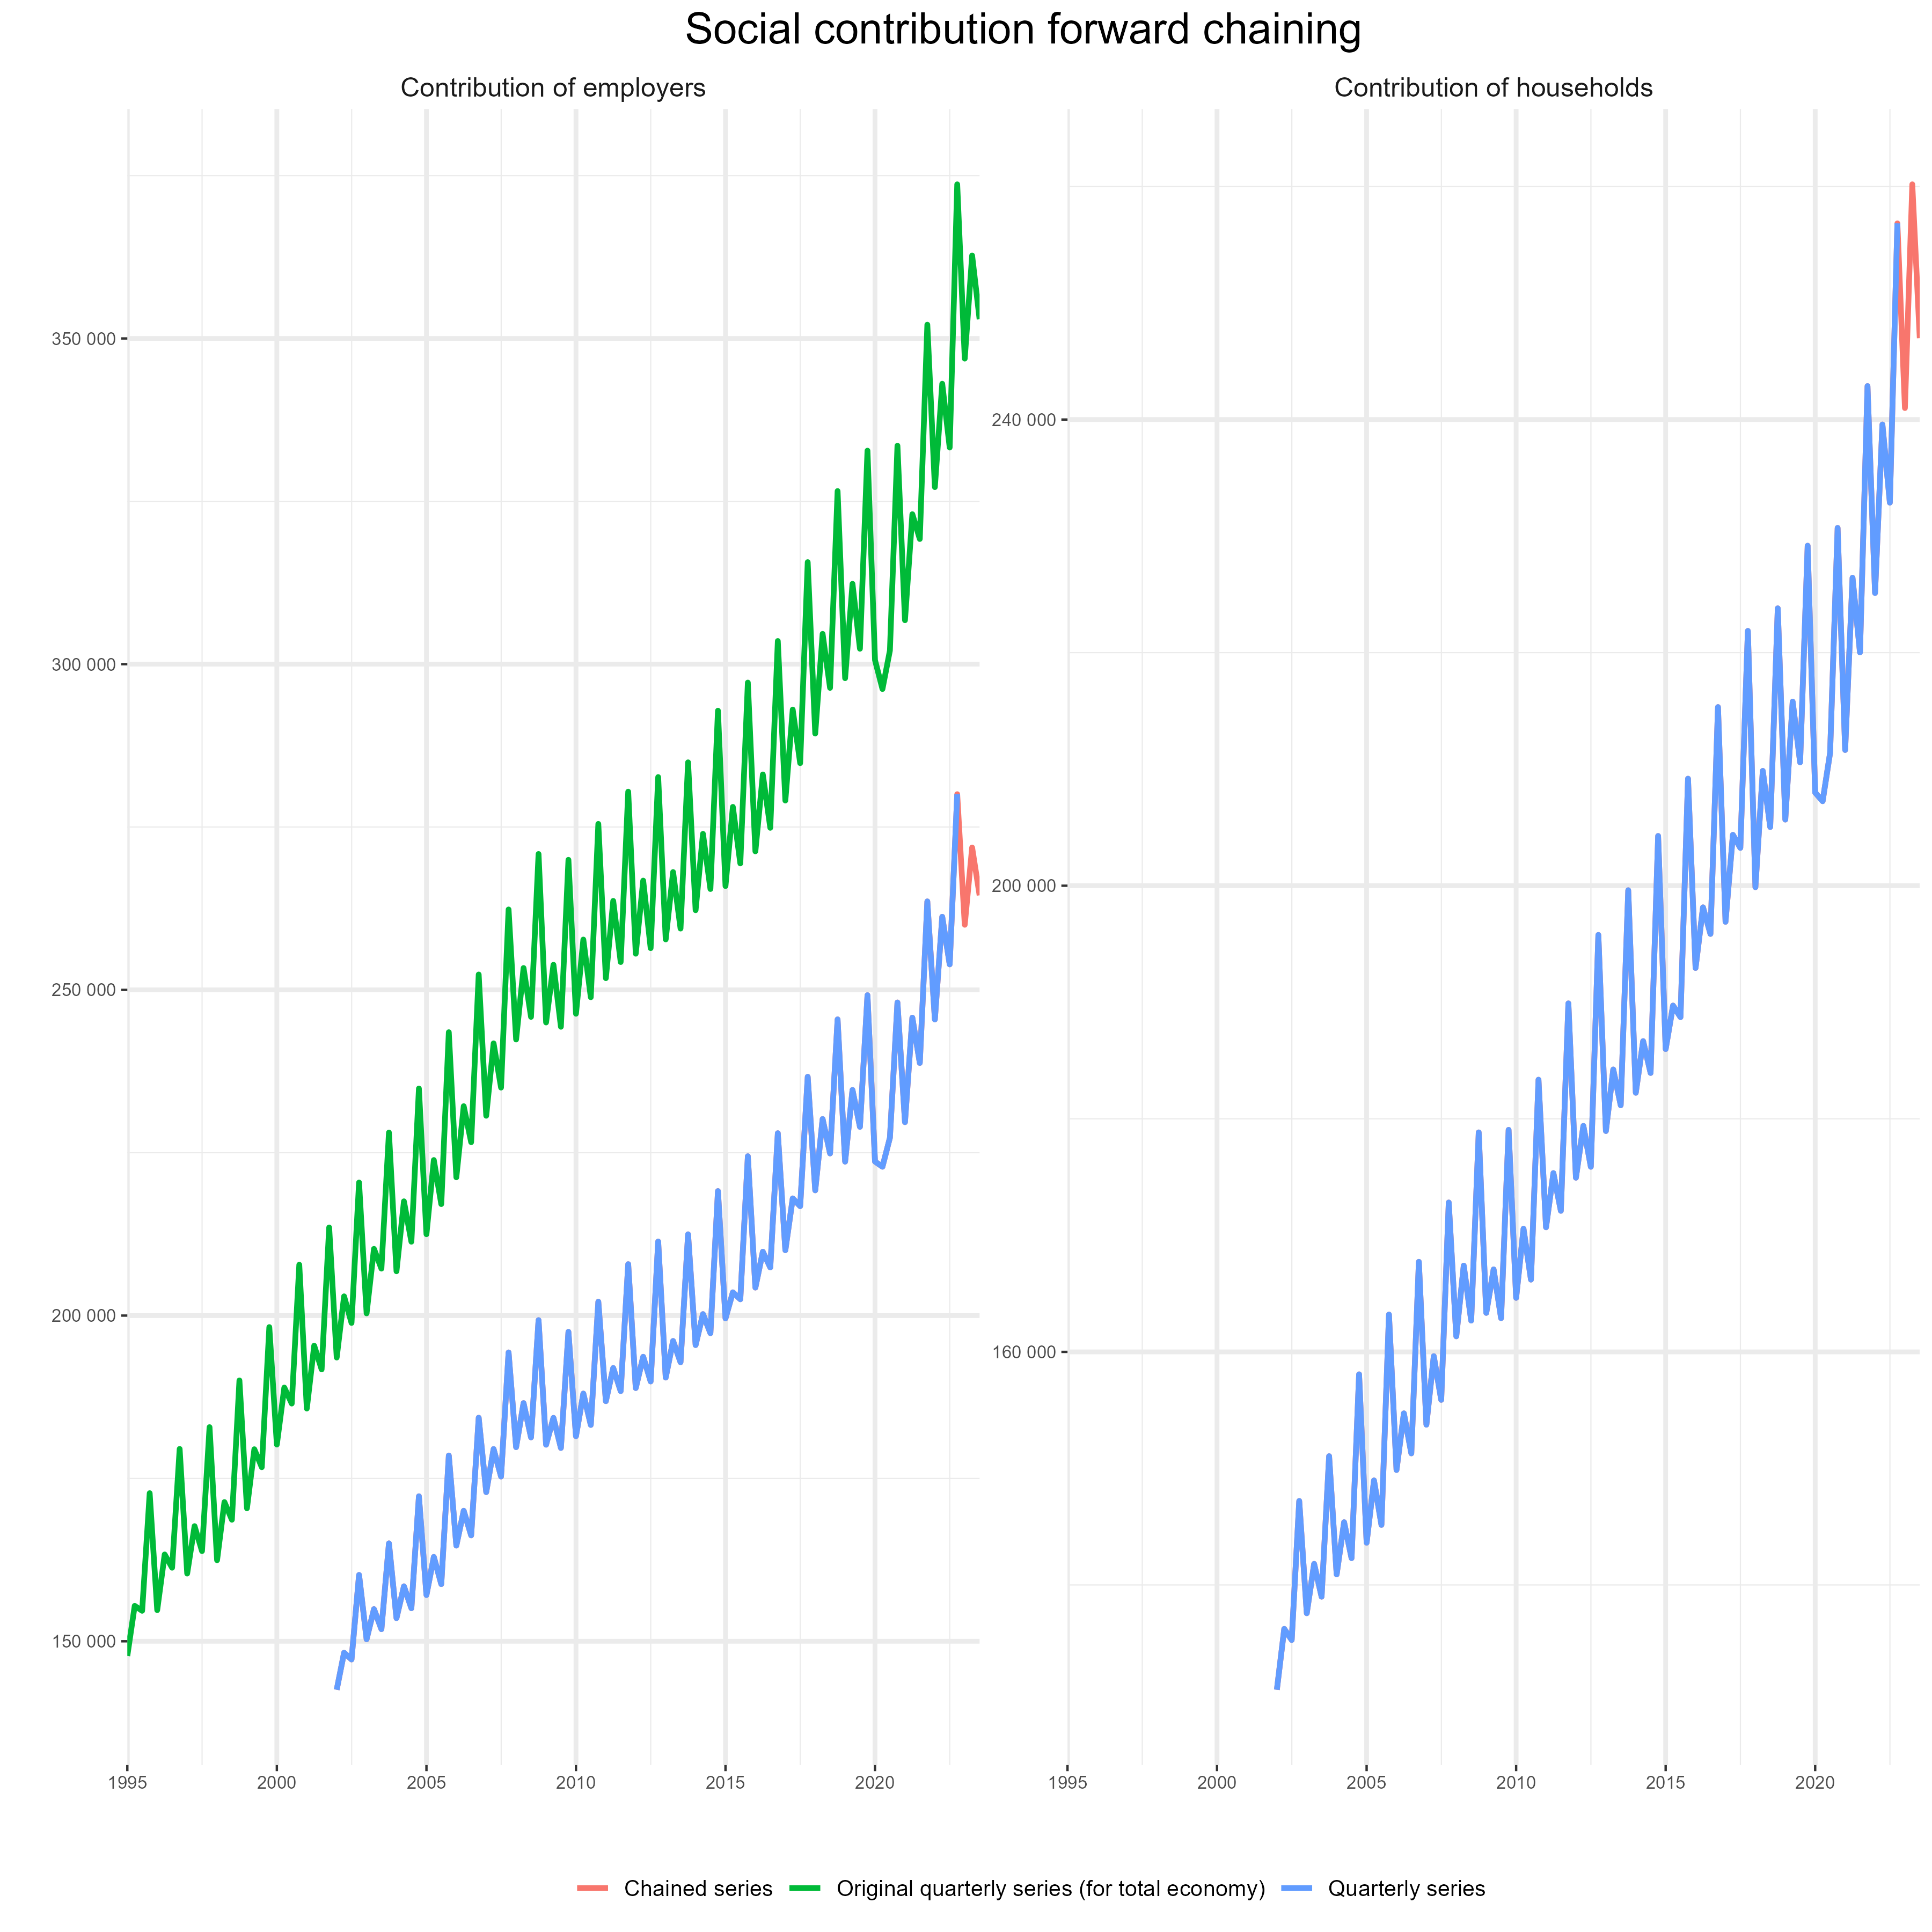 Social contribution forward chaining
Contribution of employers
Contribution of households
350 000
300 000
250 000
200 000
150 000
240 000
200 000
160 000
1995 2000 2005 2010 2015 2020
1995 2000 2005 2010 2015 2020
Chained series Original quarterly series (for total economy) Quarterly series